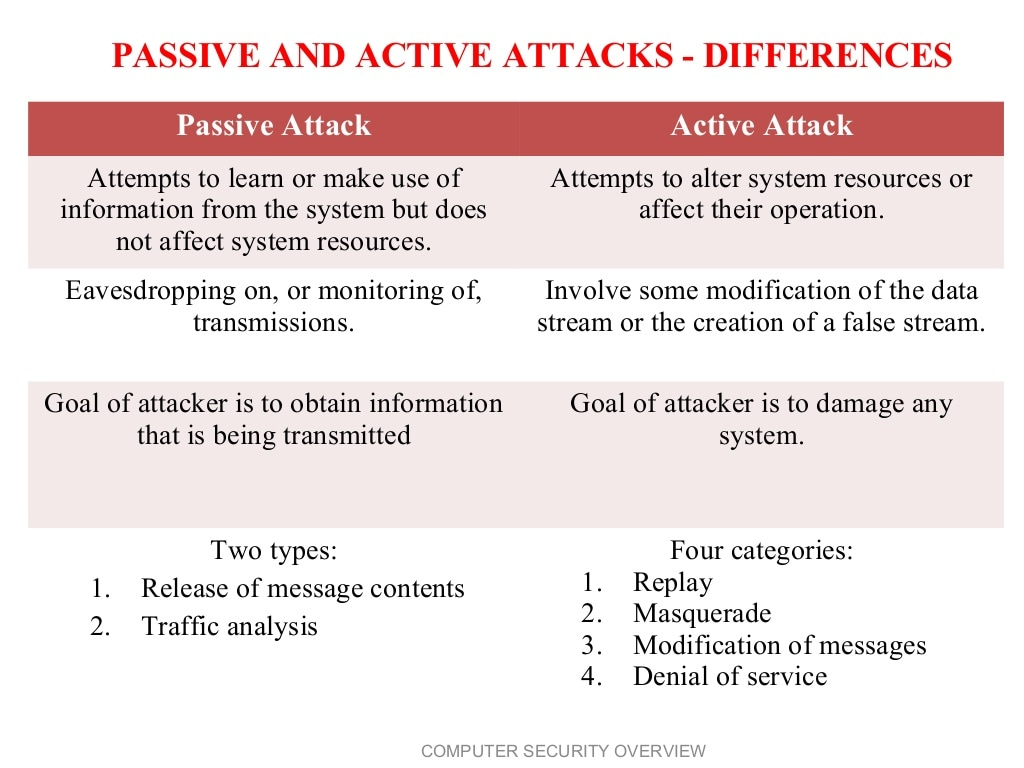 PASSIVE AND ACTIVE ATTACKS - DIFFERENCES
Passive Attack
Active Attack
Attempts to learn or make use of
information from the system but does
not affect system resources.
Attempts to alter system resources or
affect their operation.
Eavesdropping on, or monitoring of,
transmissions.
Involve some modification of the data
stream or the creation of a false stream.
Goal of attacker is to obtain information
that is being transmitted
Goal of attacker is to damage any
system.
Two types:
1. Release of message contents
2. Traffic analysis
Four categories:
1. Replay
2. Masquerade
3. Modification of messages
4. Denial of service
COMPUTER SECURITY OVERVIEW